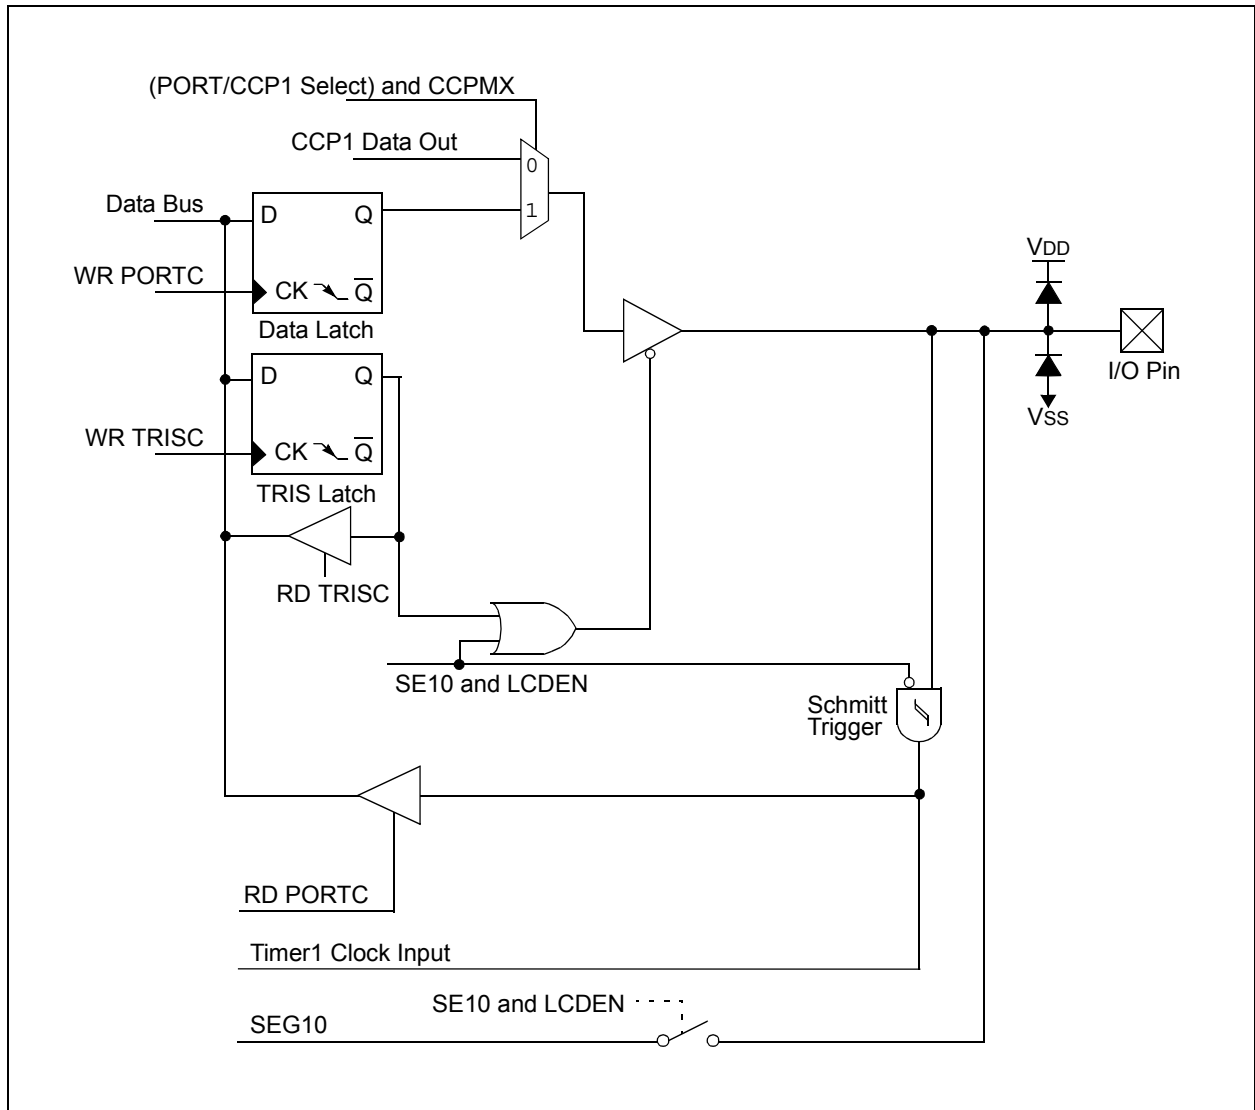 (PORT/CCP1 Select) and CCPMX
CCP1 Data Out
0
1
Data Bus
D
Q
WR PORTC
CK
Q̅
Data Latch
VDD
I/O Pin
VSS
D
Q
WR TRISC
CK
Q̅
TRIS Latch
RD TRISC
SE10 and LCDEN
Schmitt
Trigger
RD PORTC
Timer1 Clock Input
SE10 and LCDEN
SEG10